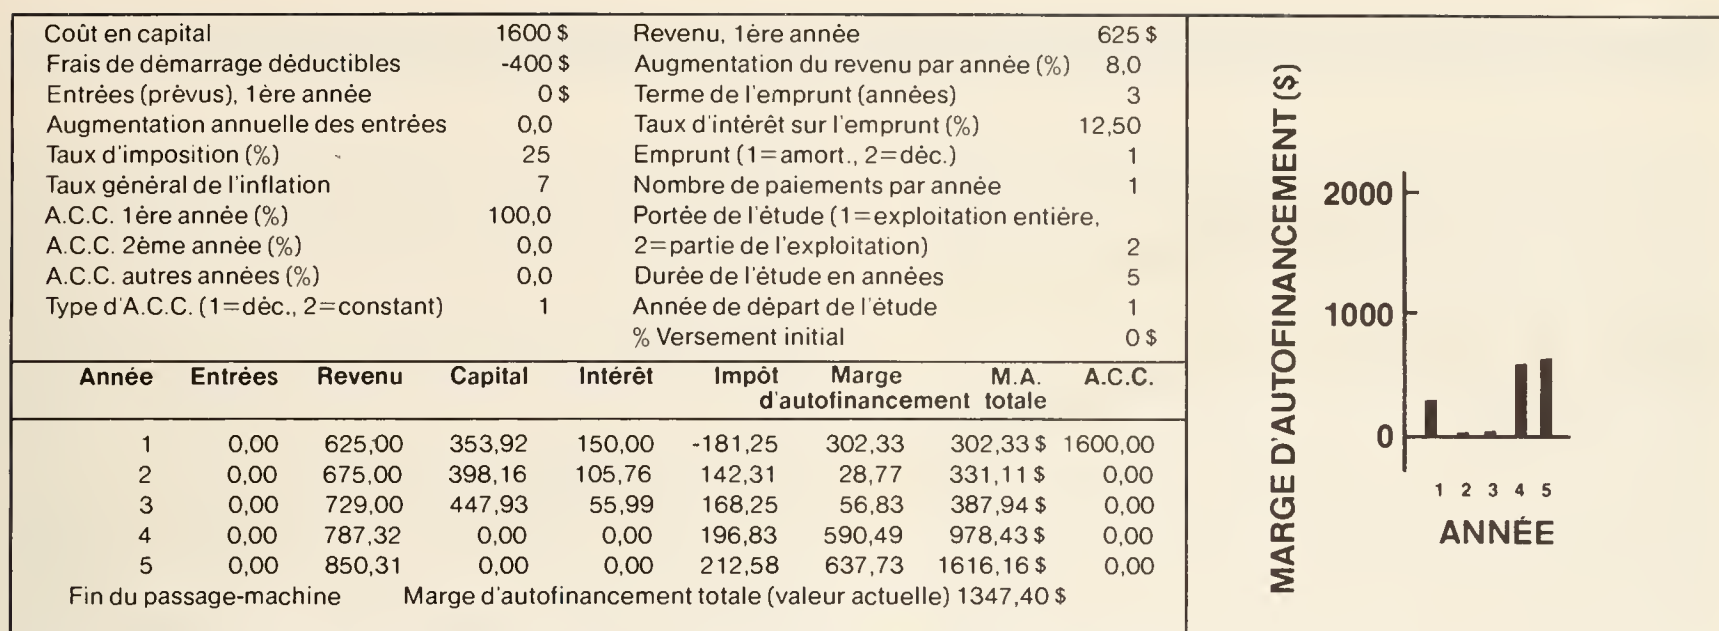 Coût en capital 1600 $
Frais de démarrage déductibles -400 $
Entrées (prévus), 1ère année 0 $
Augmentation annuelle des entrées 0,0
Taux d'imposition (%) 25
Taux général de l'inflation 7
A.C.C. 1ère année (%) 100,0
A.C.C. 2ème année (%) 0,0
A.C.C. autres années (%) 0,0
Type d'A.C.C. (1=déc., 2=constant) 1
Revenu, 1ère année 625 $
Augmentation du revenu par année (%) 8,0
Terme de l'emprunt (années) 3
Taux d'intérêt sur l'emprunt (%) 12,50
Emprunt (1=amort., 2=déc.) 1
Nombre de paiements par année 1
Portée de l'étude (1=exploitation entière,
2=partie de l'exploitation) 2
Durée de l'étude en années 5
Année de départ de l'étude 1
% Versement initial 0 $
Année Entrées Revenu Capital Intérêt Impôt Marge M.A. A.C.C.
d'autofinancement totale
1 0,00 625,00 353,92 150,00 -181,25 302,33 302,33 $ 1600,00
2 0,00 675,00 398,16 105,76 142,31 28,77 331,11 $ 0,00
3 0,00 729,00 447,93 55,99 168,25 56,83 387,94 $ 0,00
4 0,00 787,32 0,00 0,00 196,83 590,49 978,43 $ 0,00
5 0,00 850,31 0,00 0,00 212,58 637,73 1616,16 $ 0,00
Fin du passage-machine Marge d'autofinancement totale (valeur actuelle) 1347,40 $
MARGE D'AUTOFINANCEMENT ($)
2000
1000
0
1 2 3 4 5
ANNÉE